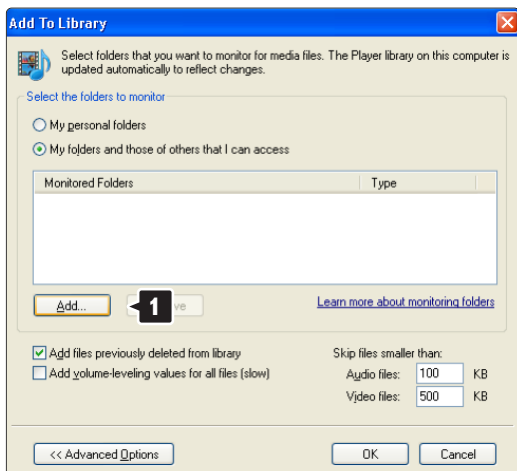 Add To Library
Select folders that you want to monitor for media files. The Player library on this computer is
updated automatically to reflect changes.
Select the folders to monitor
My personal folders
My folders and those of others that I can access
Monitored Folders Type
Add... 1 ve Learn more about monitoring folders
Add files previously deleted from library Skip files smaller than:
Add volume-leveling values for all files (slow) Audio files: 100 KB
Video files: 500 KB
<< Advanced Options OK Cancel